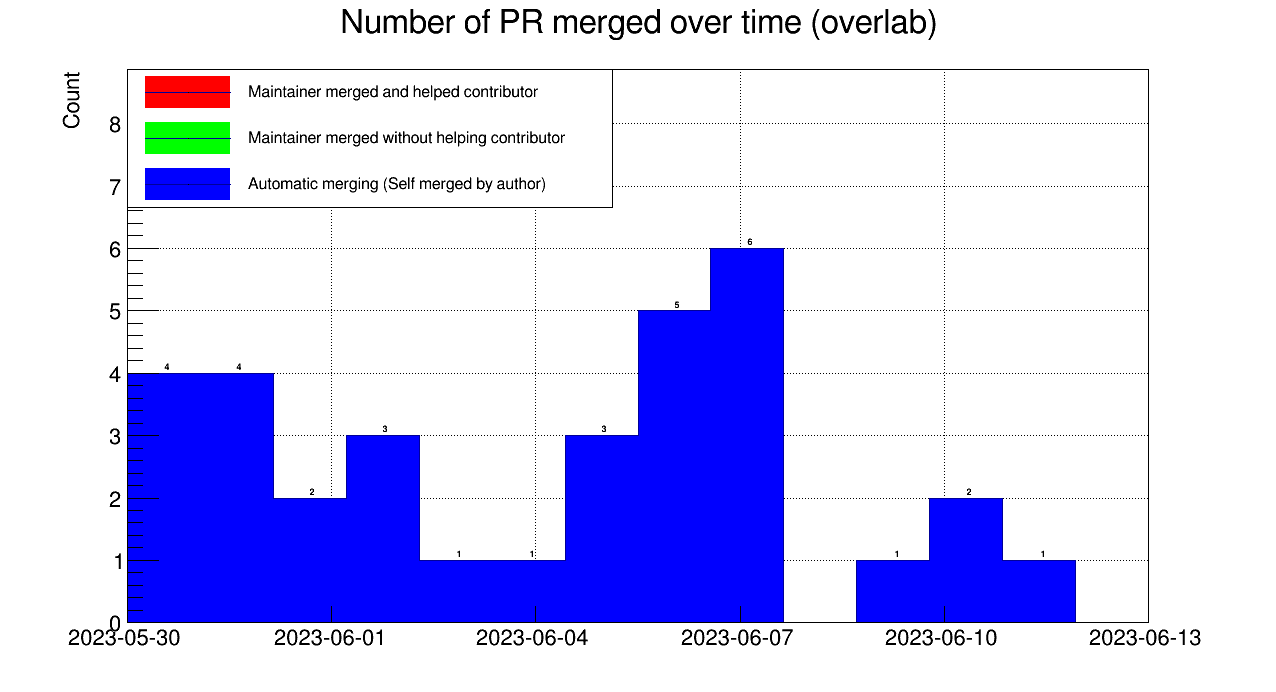 Number of PR merged over time (overlab)
Count
Maintainer merged and helped contributor
Maintainer merged without helping contributor
Automatic merging (Self merged by author)
8
7
6
5
4
3
2
1
0
4 4 2 3 1 1 3 5 6 1 2 1
2023-05-30 2023-06-01 2023-06-04 2023-06-07 2023-06-10 2023-06-13